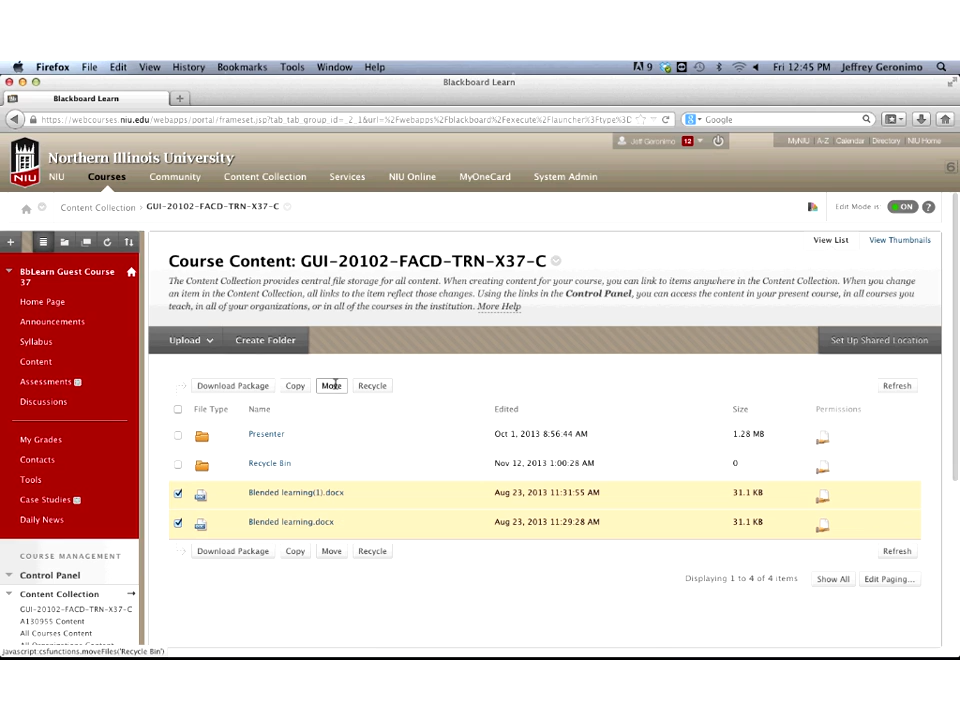 Firefox File Edit View History Bookmarks Tools Window Help 9 Fri 12:45 PM Jeffrey Geronimo
Blackboard Learn
Blackboard Learn +
https://webcourses.niu.edu/webapps/portal/frameset.jsp?tab_tab_group_id=_2_1&url=%2Fwebapps%2Fblackboard%2Fexecute%2Flauncher%3Ftype%3D Google
Jeff Geronimo 12 MyNIU A-Z Calendar Directory NIU Home
Northern Illinois University
NIU
NIU Courses Community Content Collection Services NIU Online MyOneCard System Admin
6
Content Collection > GUI-20102-FACD-TRN-X37-C Edit Mode is: ON ?
View List View Thumbnails
BbLearn Guest Course 37
Home Page
Announcements
Syllabus
Content
Assessments
Discussions
My Grades
Contacts
Tools
Case Studies
Daily News
COURSE MANAGEMENT
Control Panel
Content Collection
GUI-20102-FACD-TRN-X37-C
A130955 Content
All Courses Content
All Organizations Content
javascript:csfunctions.moveFiles('Recycle Bin')
Course Content: GUI-20102-FACD-TRN-X37-C
The Content Collection provides central file storage for all content. When creating content for your course, you can link to items anywhere in the Content Collection. When you change
an item in the Content Collection, all links to the item reflect those changes. Using the links in the Control Panel, you can access the content in your present course, in all courses you
teach, in all of your organizations, or in all of the courses in the institution. More Help
Upload Create Folder Set Up Shared Location
Download Package Copy Move Recycle Refresh
File Type Name Edited Size Permissions
Presenter Oct 1, 2013 8:56:44 AM 1.28 MB
Recycle Bin Nov 12, 2013 1:00:28 AM 0
Blended learning(1).docx Aug 23, 2013 11:31:55 AM 31.1 KB
Blended learning.docx Aug 23, 2013 11:29:28 AM 31.1 KB
Download Package Copy Move Recycle Refresh
Displaying 1 to 4 of 4 items Show All Edit Paging...